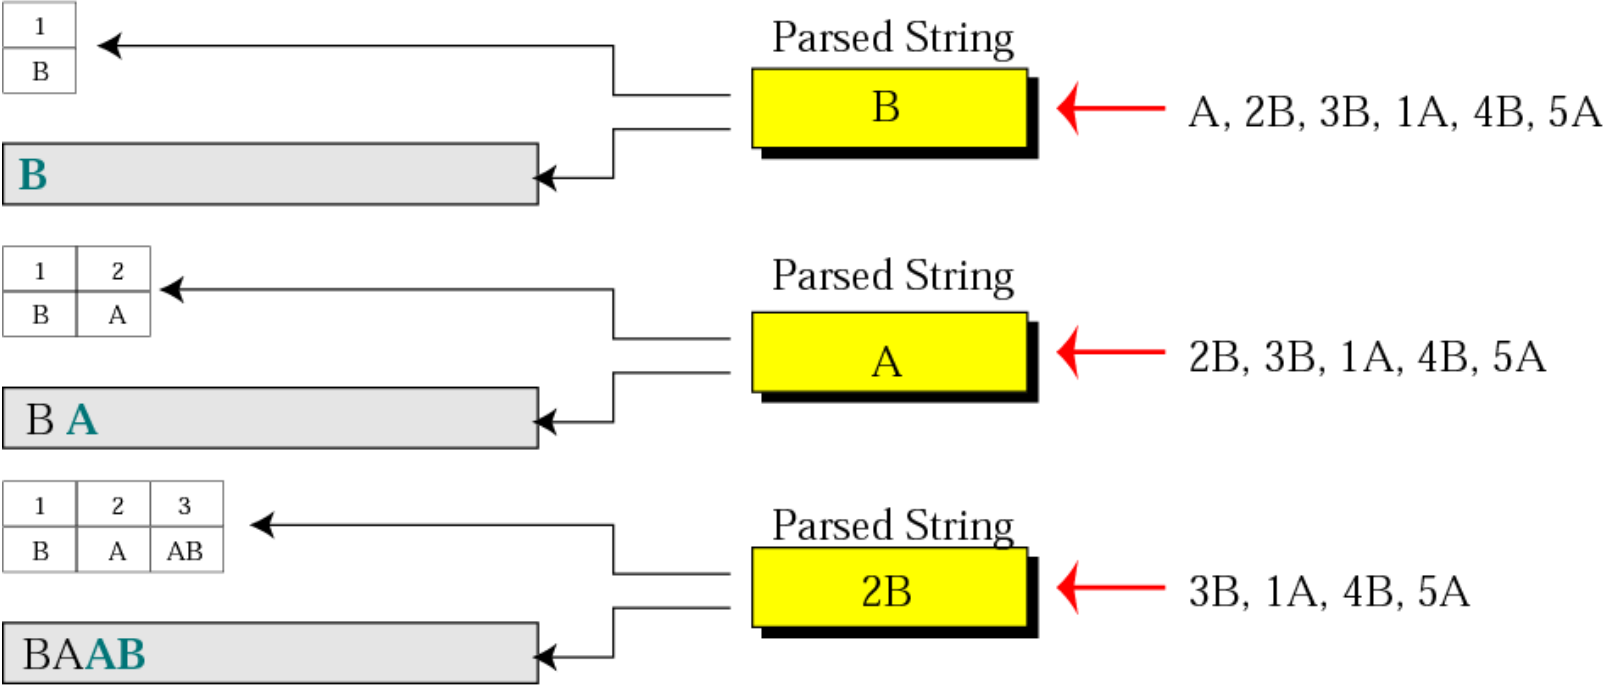 1
B
Parsed String
B
A, 2B, 3B, 1A, 4B, 5A
B
1 2
B A
Parsed String
A
2B, 3B, 1A, 4B, 5A
B A
1 2 3
B A AB
Parsed String
2B
3B, 1A, 4B, 5A
BAAB